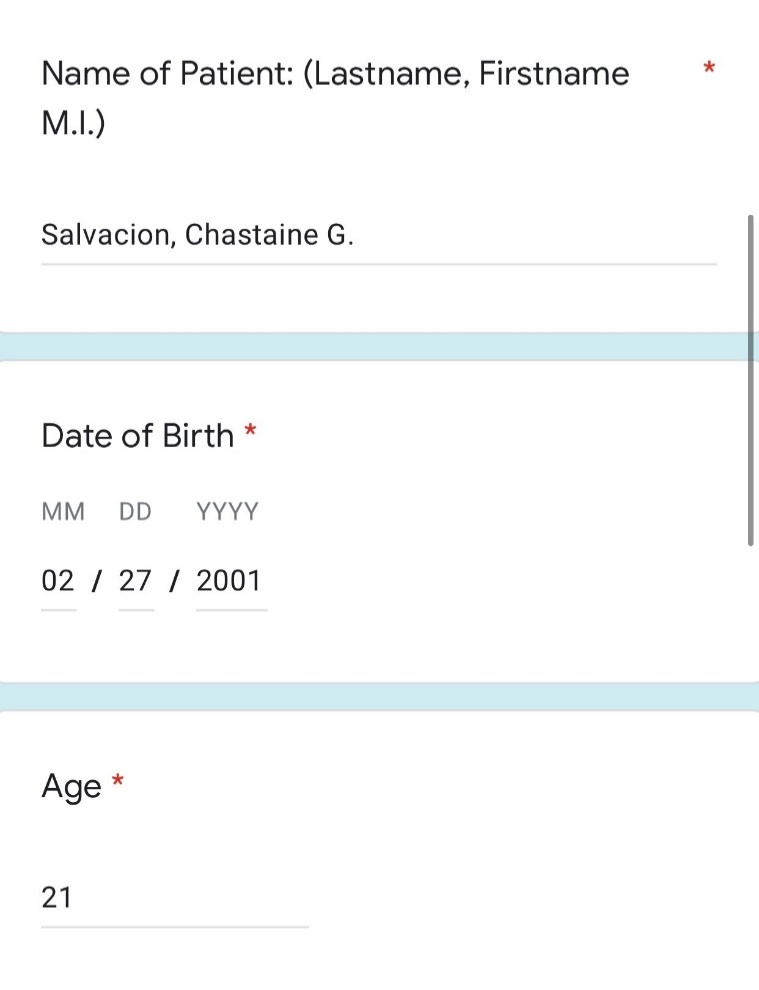 Name of Patient: (Lastname, Firstname *
M.I.)
Salvacion, Chastaine G.
Date of Birth *
MM DD YYYY
02 / 27 / 2001
Age *
21